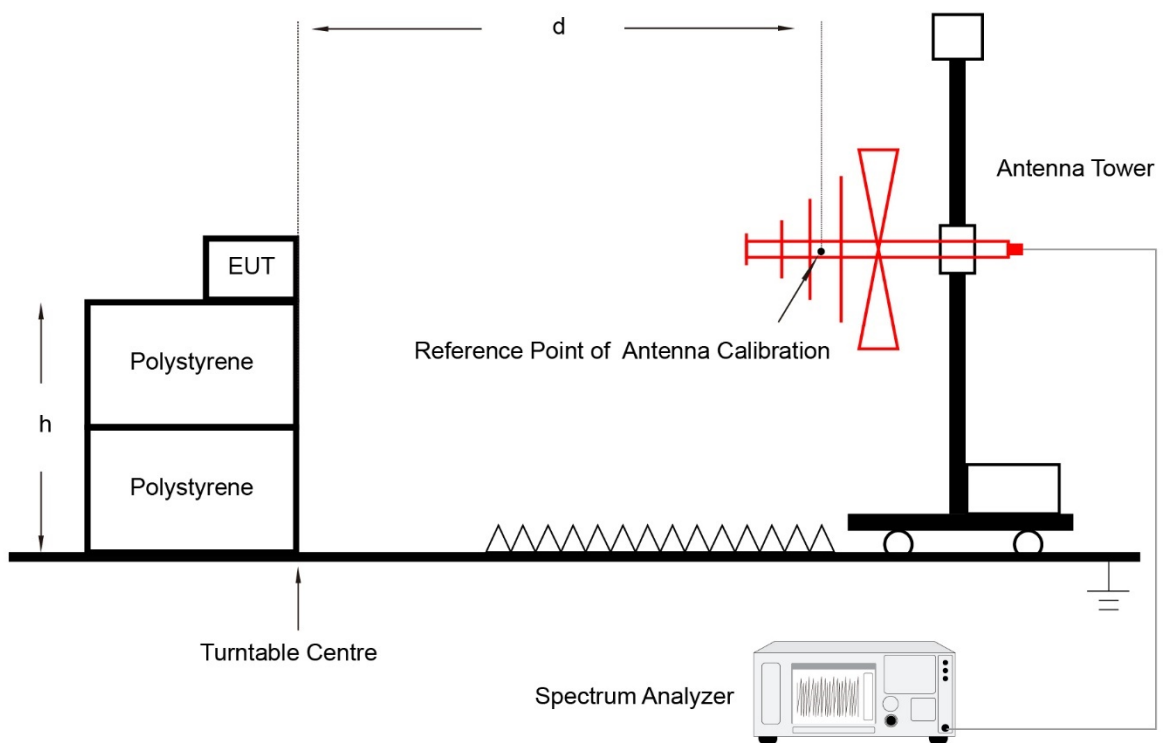 d
Antenna Tower
EUT
Reference Point of Antenna Calibration
Polystyrene
h
Polystyrene
Turntable Centre
Spectrum Analyzer